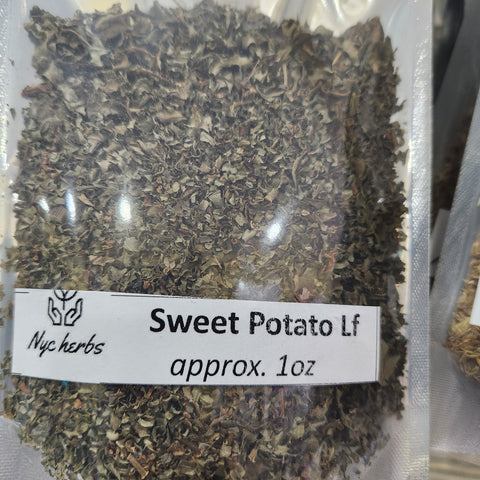 Sweet Potato Lf
Nyc herbs
approx. 1oz